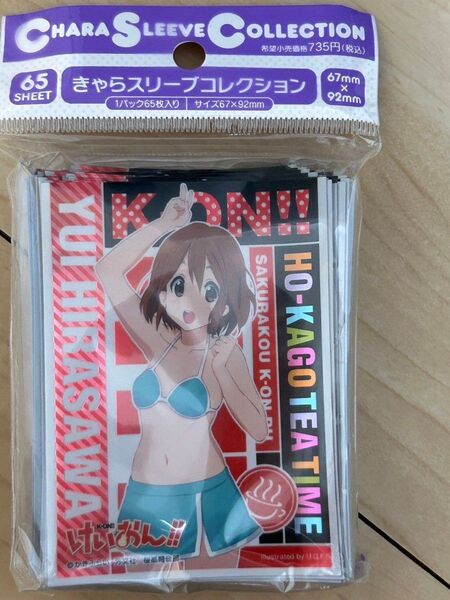 CHARA SLEEVE COLLECTION
希望小売価格735円(税込)
65
SHEET
きゃらスリーブコレクション
1パック65枚入り
サイズ67×92mm
67mm
×
92mm
K-ON!!
YUI HIRASAWA
HO-KAGO TEA TIME
SAKURAKOU K-ON BU
K-ON!!
けいおん!!
illustrated by